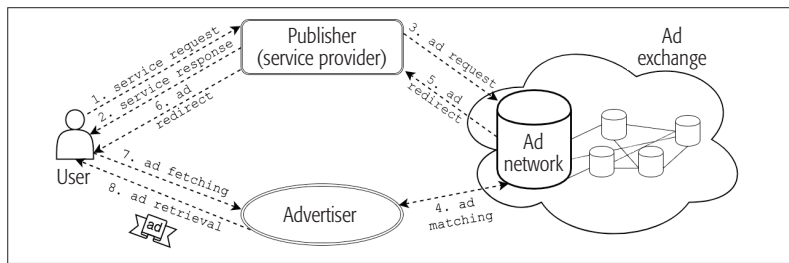 Publisher
(service provider)
1. service request
2. service response
6. ad
redirect
3. ad request
5. ad
redirect
Ad
exchange
Ad
network
User
7. ad fetching
8. ad retrieval
ad
Advertiser
4. ad
matching